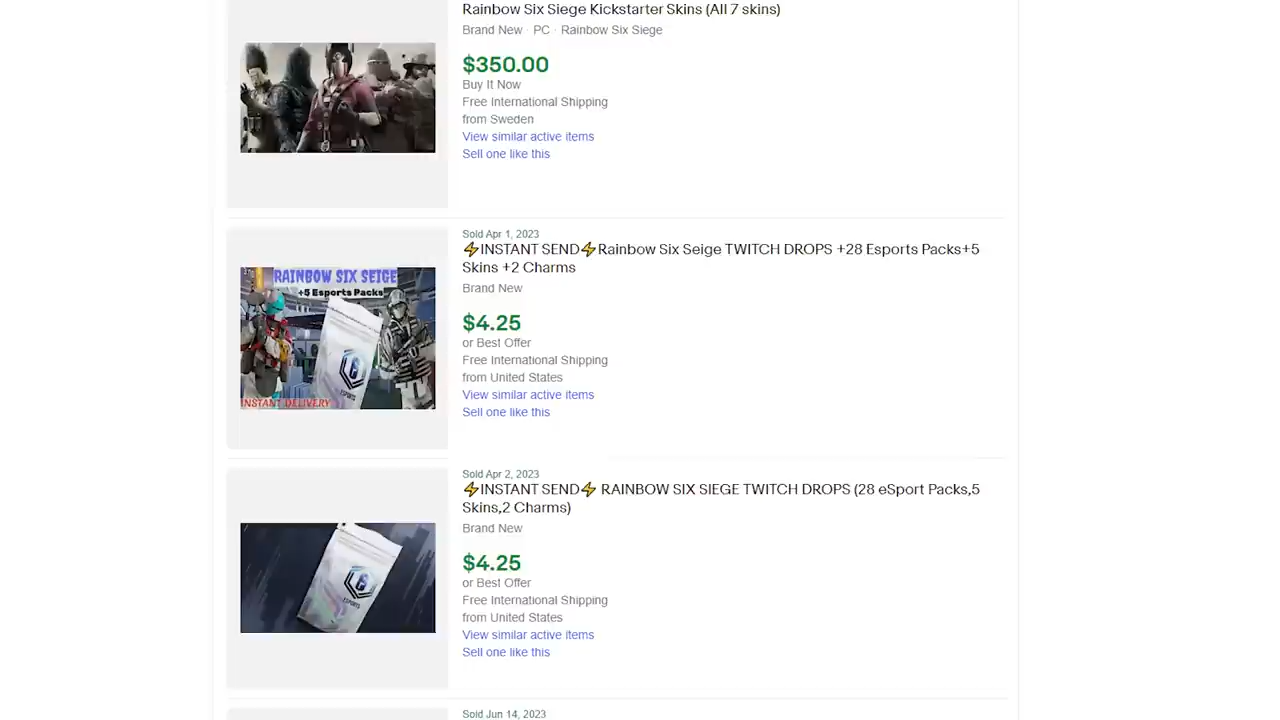 Rainbow Six Siege Kickstarter Skins (All 7 skins)
Brand New · PC · Rainbow Six Siege
$350.00
Buy It Now
Free International Shipping
from Sweden
View similar active items
Sell one like this
Sold Apr 1, 2023
⚡INSTANT SEND⚡Rainbow Six Seige TWITCH DROPS +28 Esports Packs+5
Skins +2 Charms
Brand New
$4.25
or Best Offer
Free International Shipping
from United States
View similar active items
Sell one like this
RAINBOW SIX SEIGE
+5 Esports Packs
ESPORTS
INSTANT DELIVERY
Sold Apr 2, 2023
⚡INSTANT SEND⚡ RAINBOW SIX SIEGE TWITCH DROPS (28 eSport Packs,5
Skins,2 Charms)
Brand New
$4.25
or Best Offer
Free International Shipping
from United States
View similar active items
Sell one like this
ESPORTS
Sold Jun 14, 2023